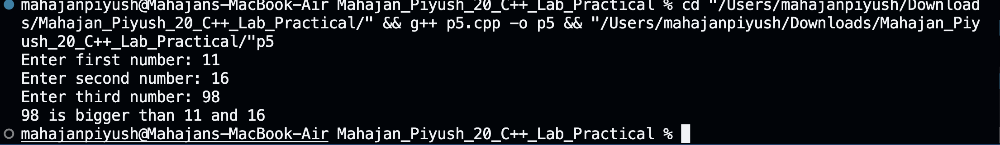 mahajanpiyush@Mahajans-MacBook-Air Mahajan_Piyush_20_C++_Lab_Practical % cd "/Users/mahajanpiyush/Download
s/Mahajan_Piyush_20_C++_Lab_Practical/" && g++ p5.cpp -o p5 && "/Users/mahajanpiyush/Downloads/Mahajan_Piy
ush_20_C++_Lab_Practical/"p5
Enter first number: 11
Enter second number: 16
Enter third number: 98
98 is bigger than 11 and 16
mahajanpiyush@Mahajans-MacBook-Air Mahajan_Piyush_20_C++_Lab_Practical %